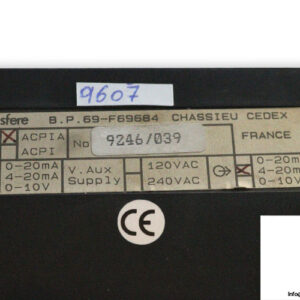 9607
sfere B.P.69-F69684 CHASSIEU CEDEX
ACPIA No 9246/039 FRANCE
ACPI
0-20mA V.Aux 120VAC 0-20m
4-20mA Supply 240VAC 4-20m
0-10V 0-10V
CE